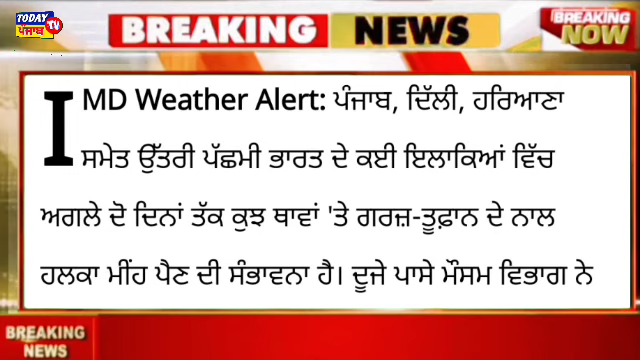 TODAY
ਪੰਜਾਬ TV
BREAKING NEWS
BREAKING
NOW
IMD Weather Alert: ਪੰਜਾਬ, ਦਿੱਲੀ, ਹਰਿਆਣਾ
ਸਮੇਤ ਉੱਤਰੀ ਪੱਛਮੀ ਭਾਰਤ ਦੇ ਕਈ ਇਲਾਕਿਆਂ ਵਿੱਚ
ਅਗਲੇ ਦੋ ਦਿਨਾਂ ਤੱਕ ਕੁਝ ਥਾਵਾਂ 'ਤੇ ਗਰਜ਼-ਤੂਫ਼ਾਨ ਦੇ ਨਾਲ
ਹਲਕਾ ਮੀਂਹ ਪੈਣ ਦੀ ਸੰਭਾਵਨਾ ਹੈ। ਦੂਜੇ ਪਾਸੇ ਮੌਸਮ ਵਿਭਾਗ ਨੇ
BREAKING
NEWS